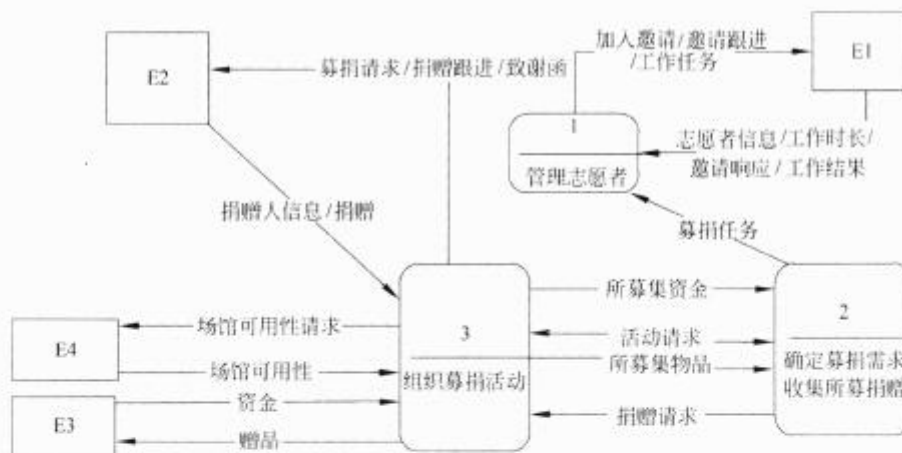 加入邀请/邀请跟进
/工作任务
E1
E2
募捐请求/捐赠跟进/致谢函
1
管理志愿者
志愿者信息/工作时长/
邀请响应/工作结果
捐赠人信息/捐赠
募捐任务
所募集资金
场馆可用性请求
3
活动请求
2
E4
所募集物品
确定募捐需求
收集所募捐赠
场馆可用性
组织募捐活动
资金
捐赠请求
E3
赠品